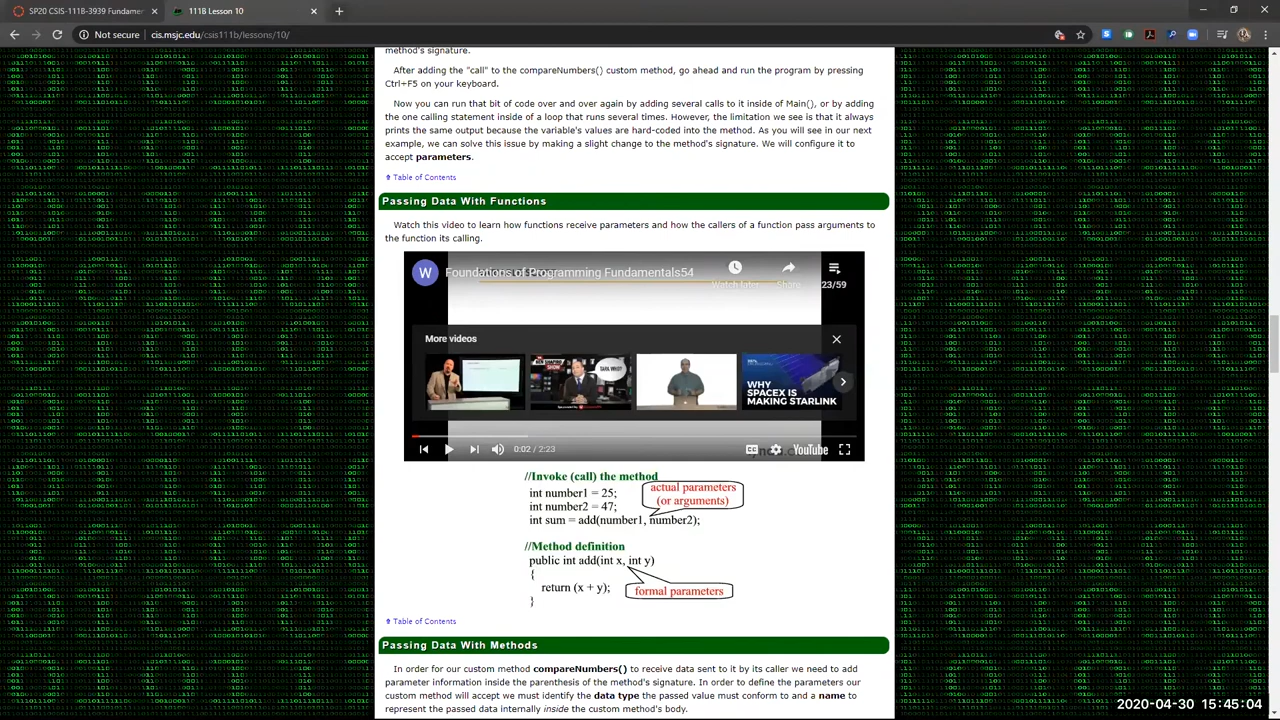 SP20 CSIS-111B-3939 Fundamen
111B Lesson 10
Not secure | cis.msjc.edu/cis111b/lessons/10/
method's signature.
After adding the "call" to the compareNumbers() custom method, go ahead and run the program by pressing
Ctrl+F5 on your keyboard.
Now you can run that bit of code over and over again by adding several calls to it inside of Main(), or by adding
the one calling statement inside of a loop that runs several times. However, the limitation we see is that it always
prints the same output because the variable's values are hard-coded into the method. As you will see in our next
example, we can solve this issue by making a slight change to the method's signature. We will configure it to
accept parameters.
⇮ Table of Contents
Passing Data With Functions
Watch this video to learn how functions receive parameters and how the callers of a function pass arguments to
the function its calling.
W
Foundations of Programming Fundamentals54
Watch later
Share
23/59
More videos
WHY
SPACEX IS
MAKING STARLINK
0:02 / 2:23
CC
YouTube
//Invoke (call) the method
int number1 = 25;
int number2 = 47;
int sum = add(number1, number2);
actual parameters
(or arguments)
//Method definition
public int add(int x, int y)
{
return (x + y);
}
formal parameters
⇮ Table of Contents
Passing Data With Methods
In order for our custom method compareNumbers() to receive data sent to it by its caller we need to add
parameter information inside the parenthesis of the method's signature. In order to define the parameters our
custom method will accept we must identify the data type the passed value must conform to and a name to
represent the passed data internally inside the custom method's body.
2020-04-30 15:45:04